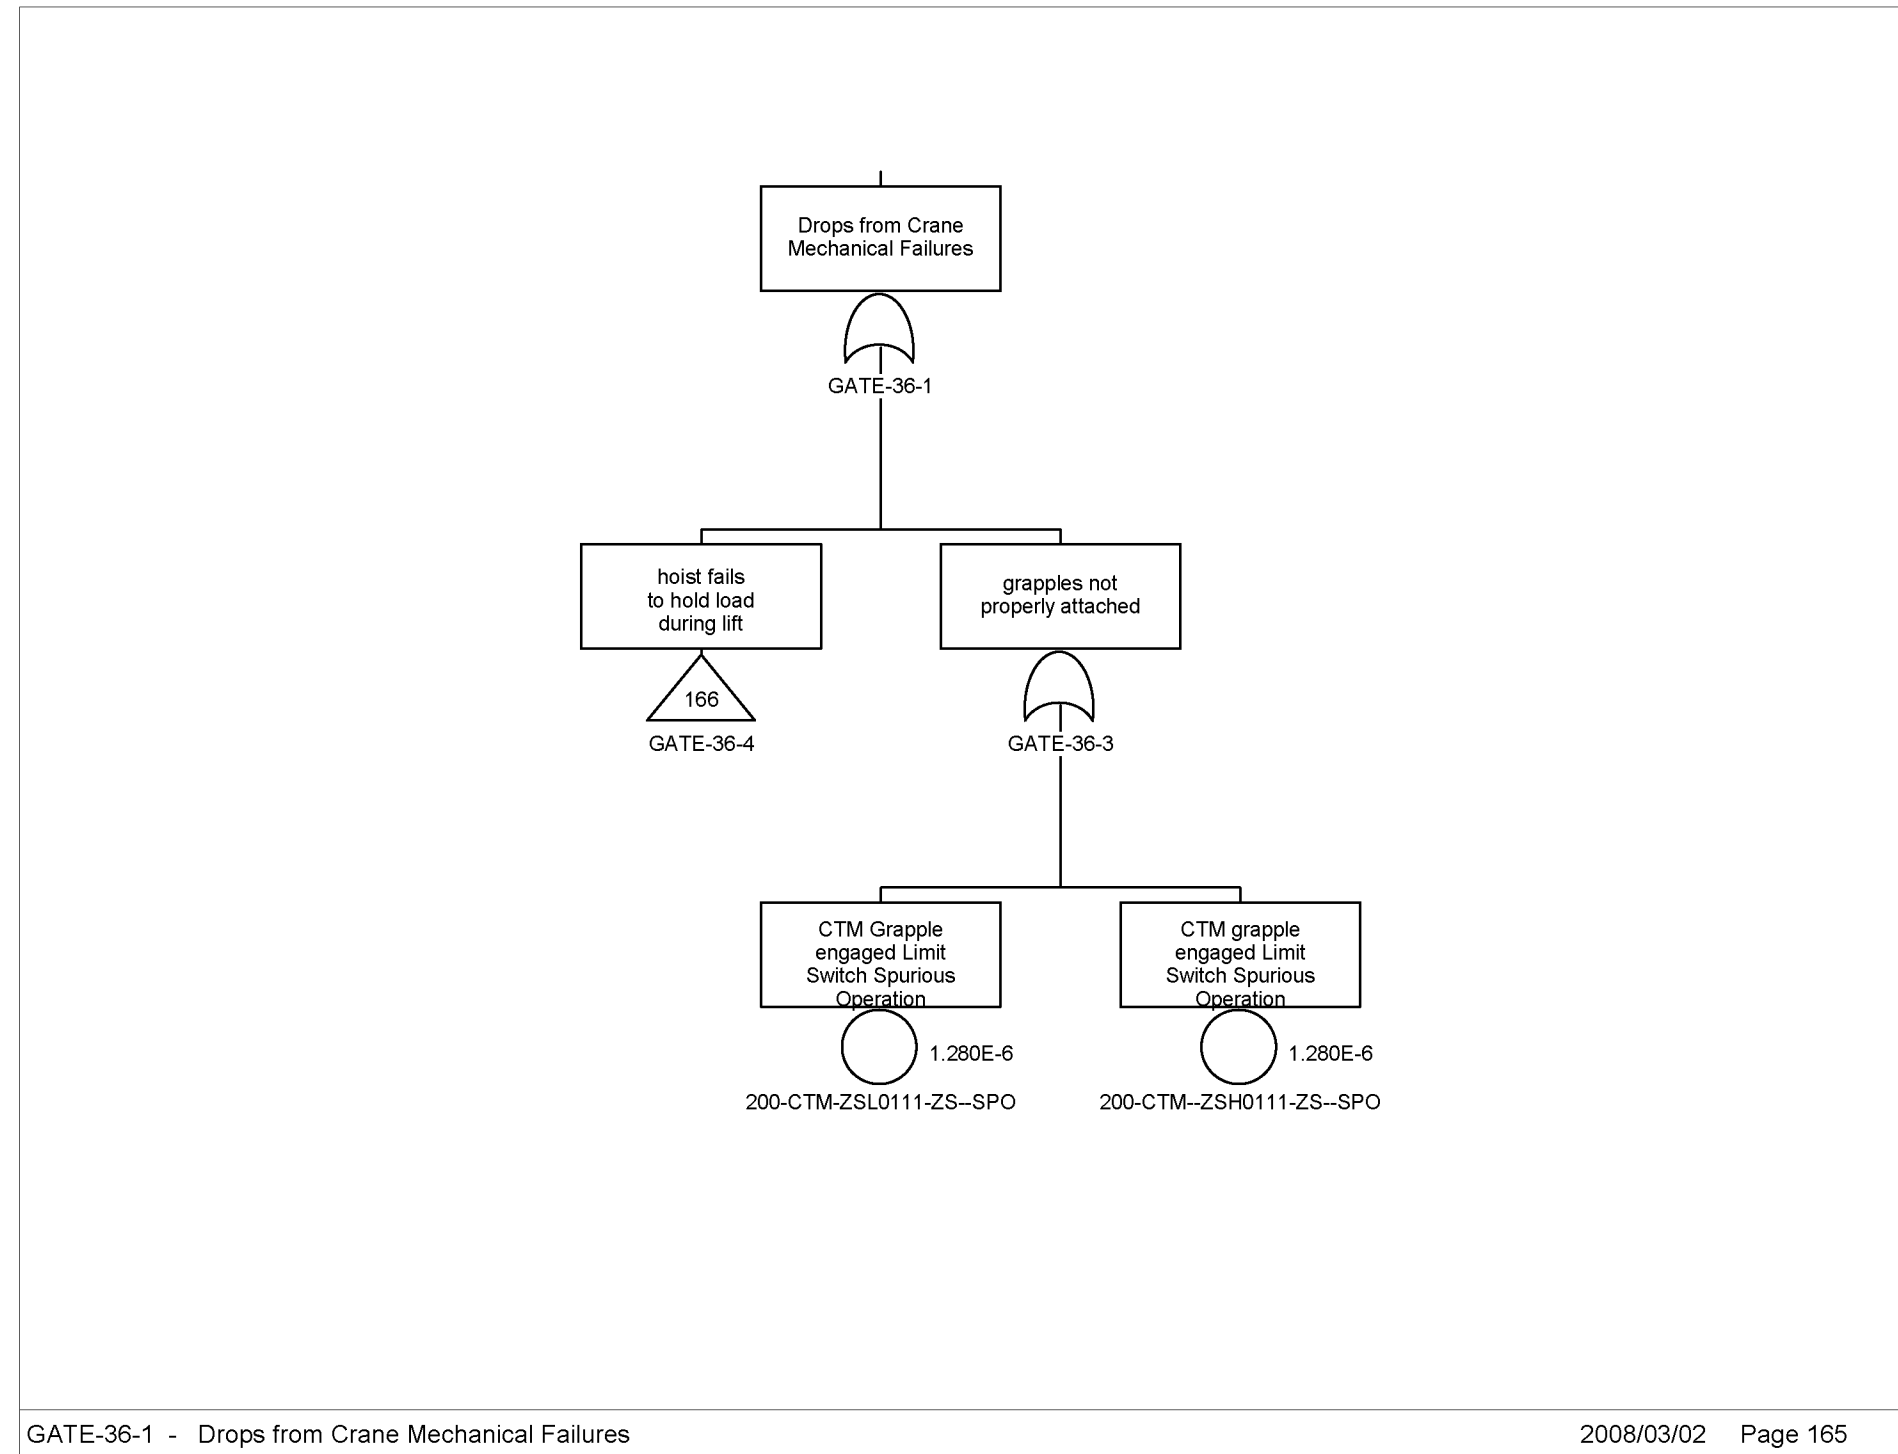 Drops from Crane
Mechanical Failures
GATE-36-1
hoist fails
to hold load
during lift
166
GATE-36-4
grapples not
properly attached
GATE-36-3
CTM Grapple
engaged Limit
Switch Spurious
Operation
1.280E-6
200-CTM-ZSL0111-ZS--SPO
CTM grapple
engaged Limit
Switch Spurious
Operation
1.280E-6
200-CTM--ZSH0111-ZS--SPO
GATE-36-1 - Drops from Crane Mechanical Failures
2008/03/02 Page 165